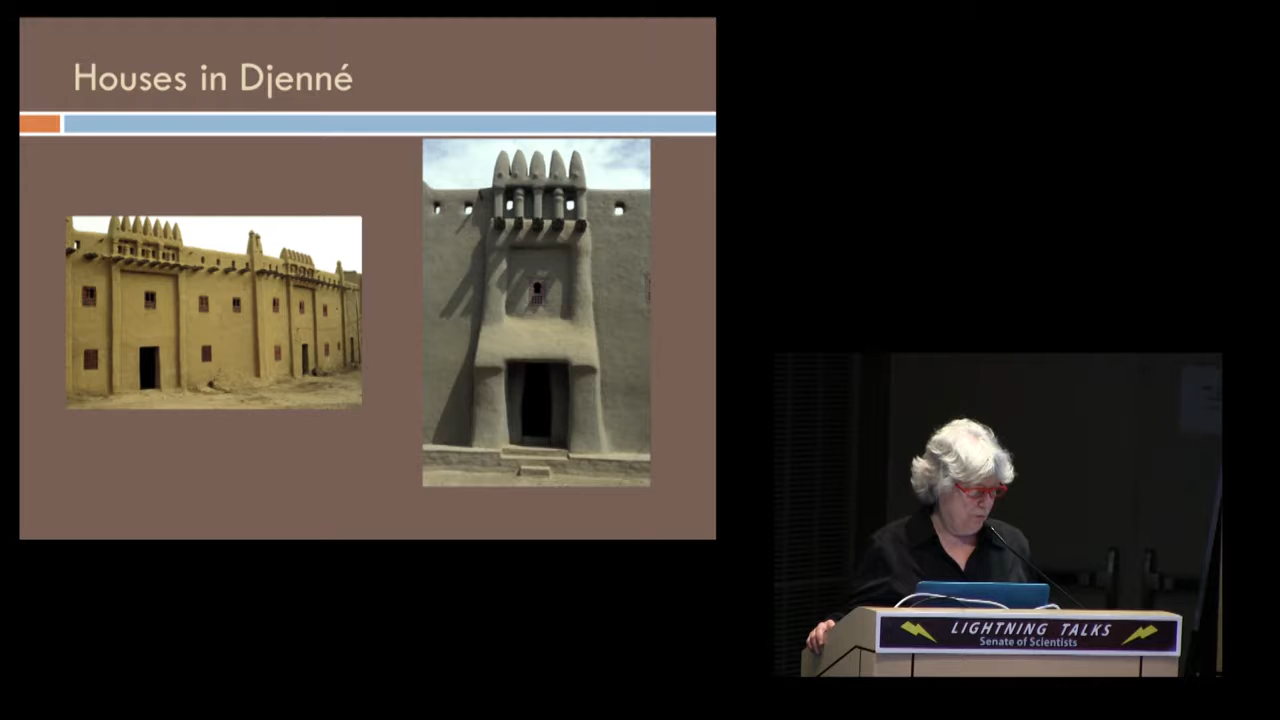 Houses in Djenné
LIGHTNING TALKS
Senate of Scientists